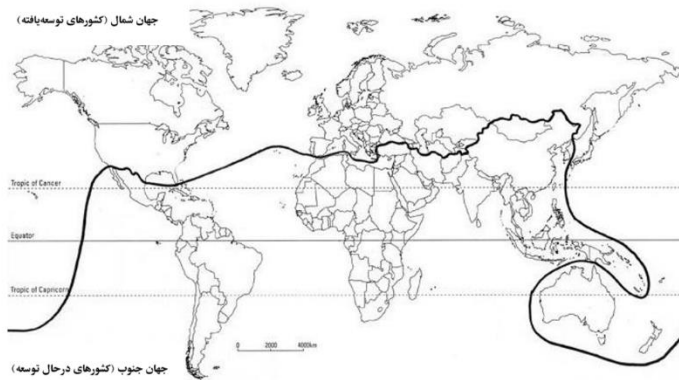 جهان شمال (کشورهای توسعه‌یافته)
Tropic of Cancer
Equator
Tropic of Capricorn
0 2000 4000km
جهان جنوب (کشورهای درحال توسعه)